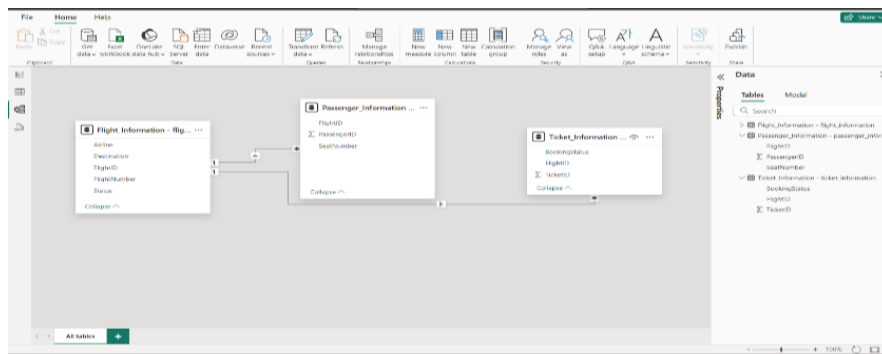 File Home Help
Share
Paste
Cut
Copy
Get data
Excel workbook
OneLake data hub
SQL Server
Enter data
Dataverse
Recent sources
Transform data
Refresh
Manage relationships
New measure
New column
New table
Calculation group
Manage roles
View as
Q&A setup
Language
Linguistic schema
Sensitivity
Publish
Clipboard
Data
Queries
Relationships
Calculations
Security
Q&A
Sensitivity
Share
Flight_Information - flig... ...
Airline
Destination
FlightID
FlightNumber
Status
Collapse
1
1
Passenger_Information ... ...
FlightID
Σ PassengerID
SeatNumber
Collapse
*
Ticket_Information ... ...
BookingStatus
FlightID
Σ TicketID
Collapse
*
Properties
Data
Tables Model
Search
Flight_Information - flight_information
Passenger_Information - passenger_infor
FlightID
Σ PassengerID
SeatNumber
Ticket_Information - ticket_information
BookingStatus
FlightID
Σ TicketID
All tables +
- + 100%